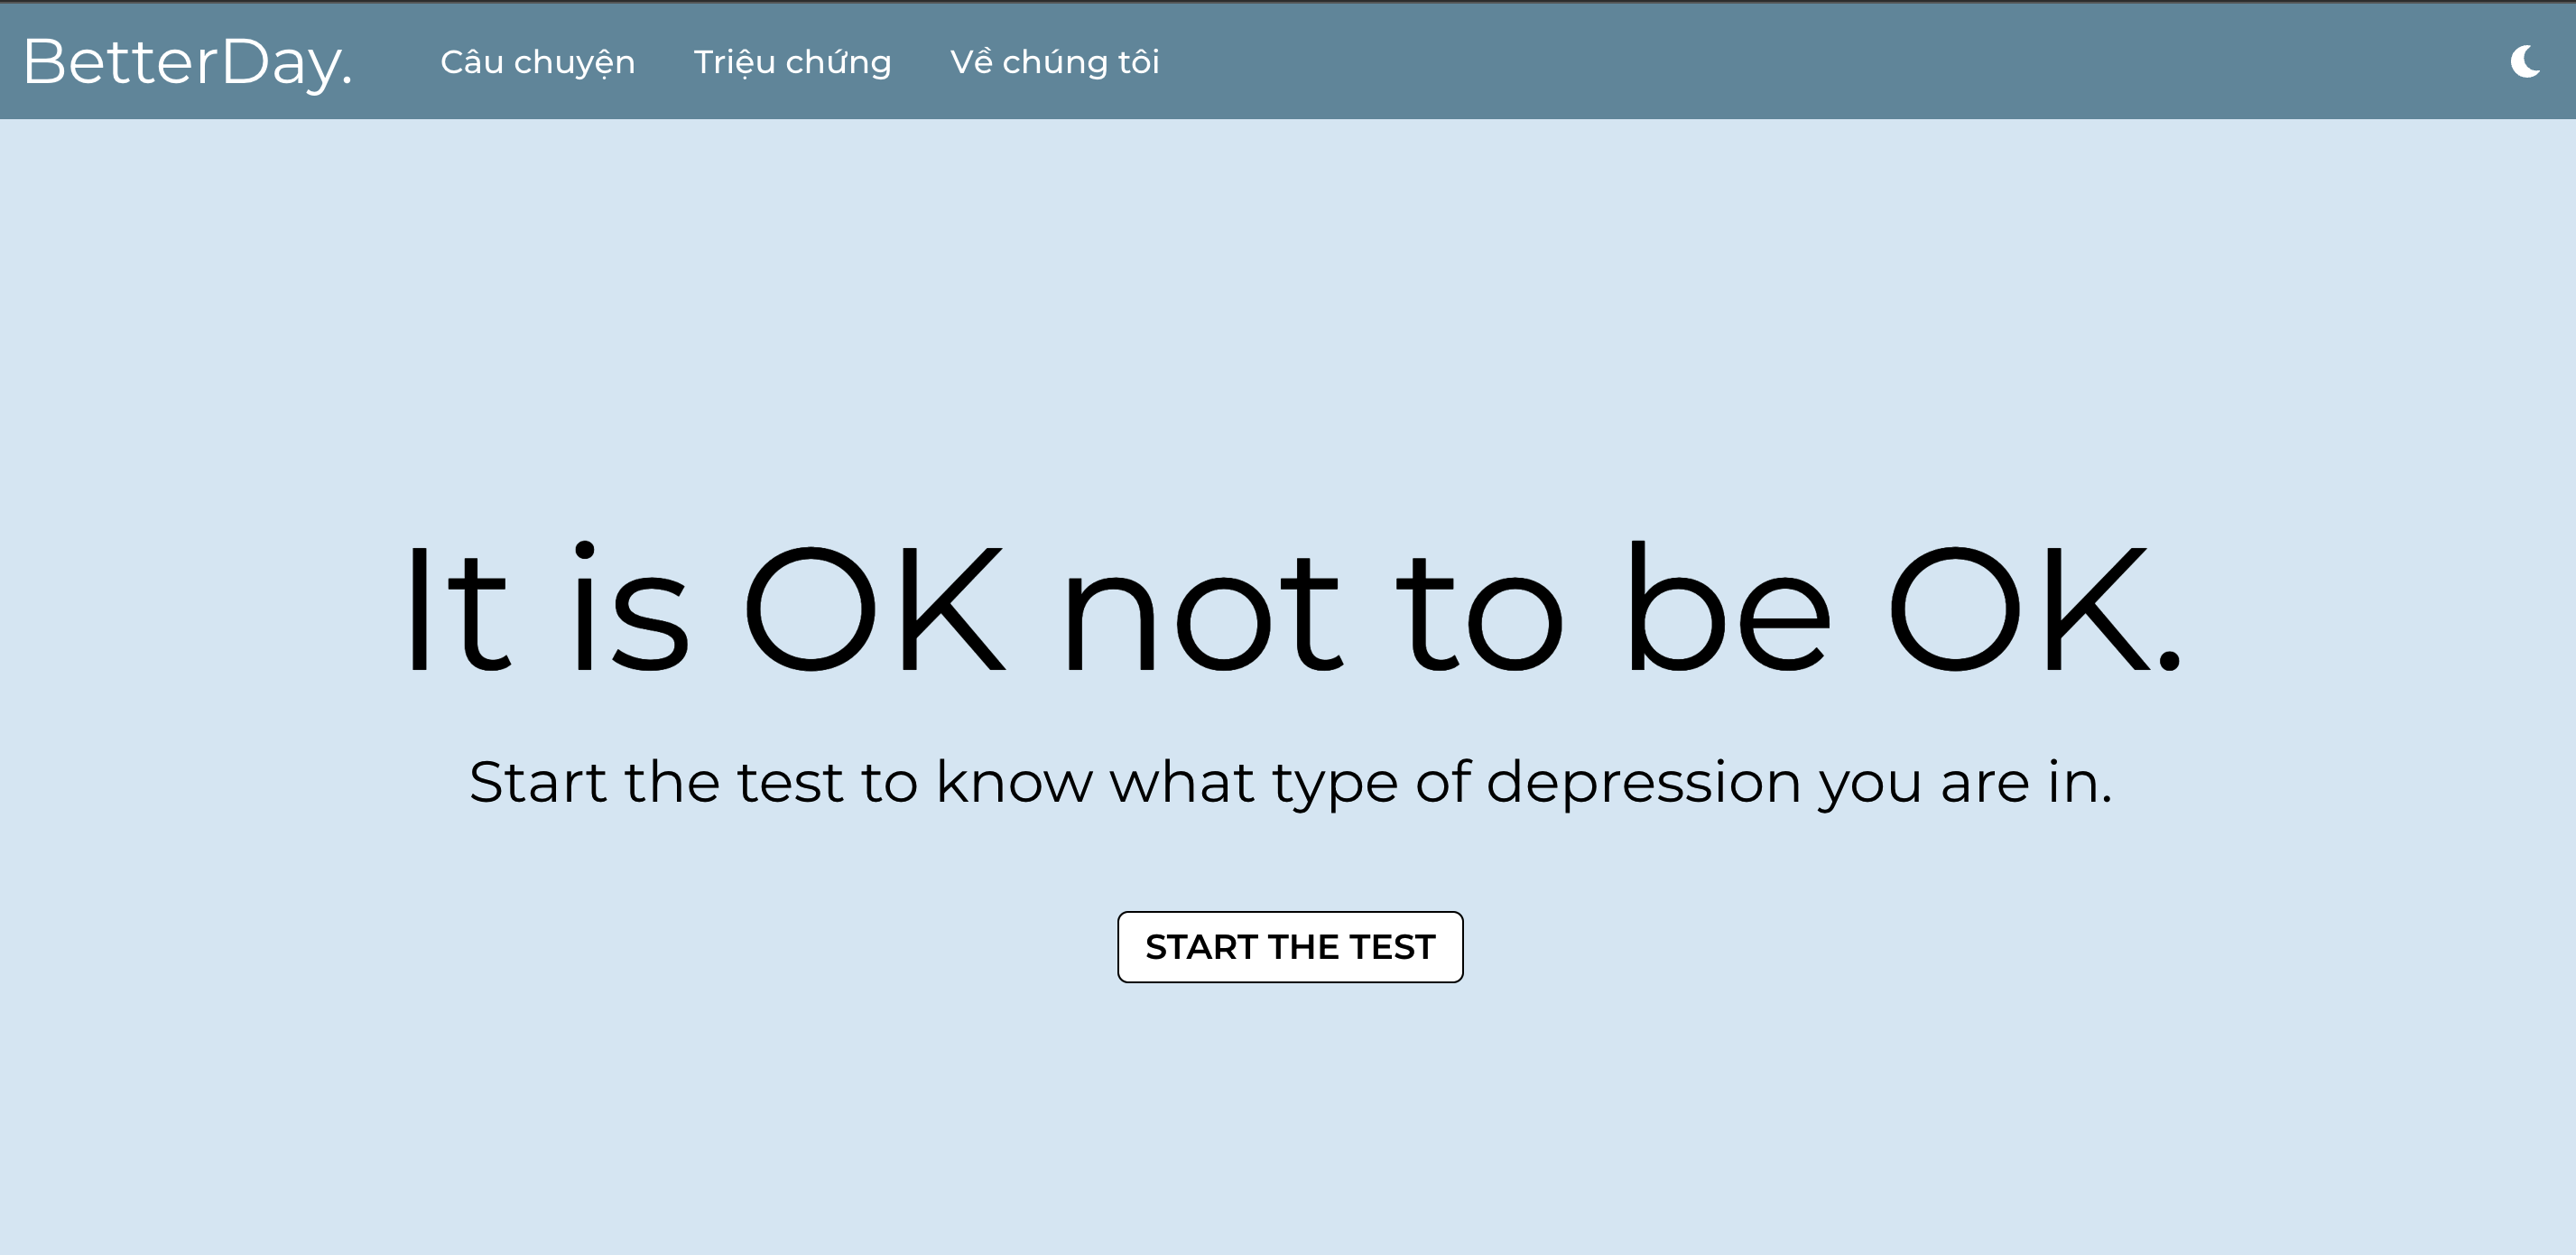 BetterDay. Câu chuyện Triệu chứng Về chúng tôi
It is OK not to be OK.
Start the test to know what type of depression you are in.
START THE TEST